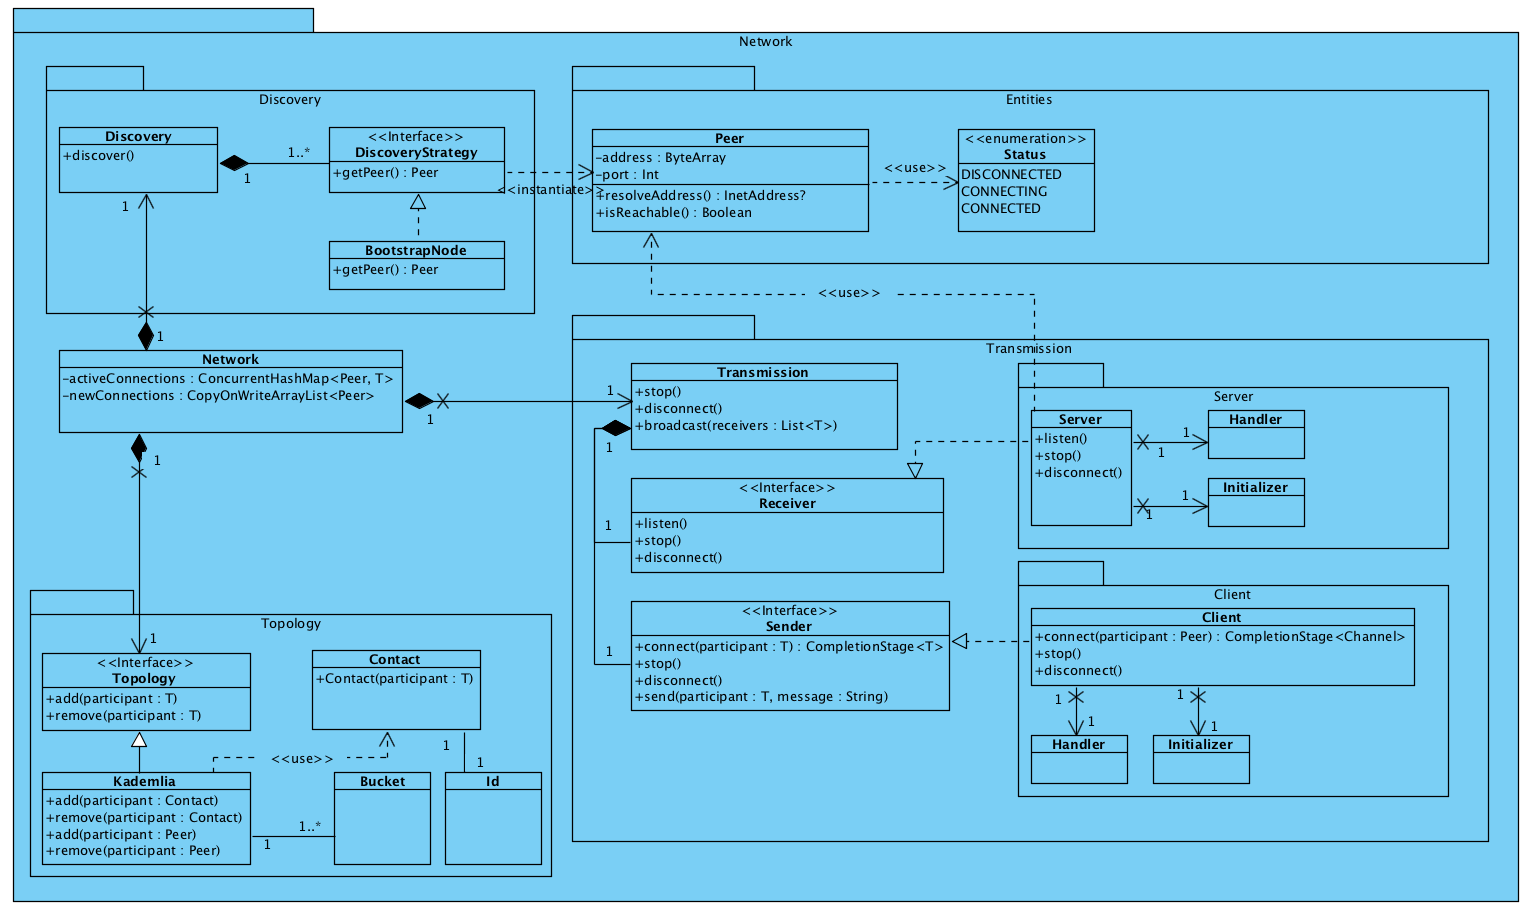 Network
Discovery
Discovery
+discover()
1
1..*
<<Interface>>
DiscoveryStrategy
+getPeer() : Peer
BootstrapNode
+getPeer() : Peer
1
1
<<instantiate>>
Entities
Peer
-address : ByteArray
-port : Int
+resolveAddress() : InetAddress?
+isReachable() : Boolean
<<use>>
<<enumeration>>
Status
DISCONNECTED
CONNECTING
CONNECTED
<<use>>
Network
-activeConnections : ConcurrentHashMap<Peer, T>
-newConnections : CopyOnWriteArrayList<Peer>
1
1
1
1
Transmission
Transmission
+stop()
+disconnect()
+broadcast(receivers : List<T>)
1
1
1
<<Interface>>
Receiver
+listen()
+stop()
+disconnect()
<<Interface>>
Sender
+connect(participant : T) : CompletionStage<T>
+stop()
+disconnect()
+send(participant : T, message : String)
Server
Server
+listen()
+stop()
+disconnect()
1
1
Handler
1
1
Initializer
Client
Client
+connect(participant : Peer) : CompletionStage<Channel>
+stop()
+disconnect()
1
1
1
1
Handler
Initializer
Topology
<<Interface>>
Topology
+add(participant : T)
+remove(participant : T)
Contact
+Contact(participant : T)
<<use>>
1
1
Kademlia
+add(participant : Contact)
+remove(participant : Contact)
+add(participant : Peer)
+remove(participant : Peer)
1
1..*
Bucket
Id